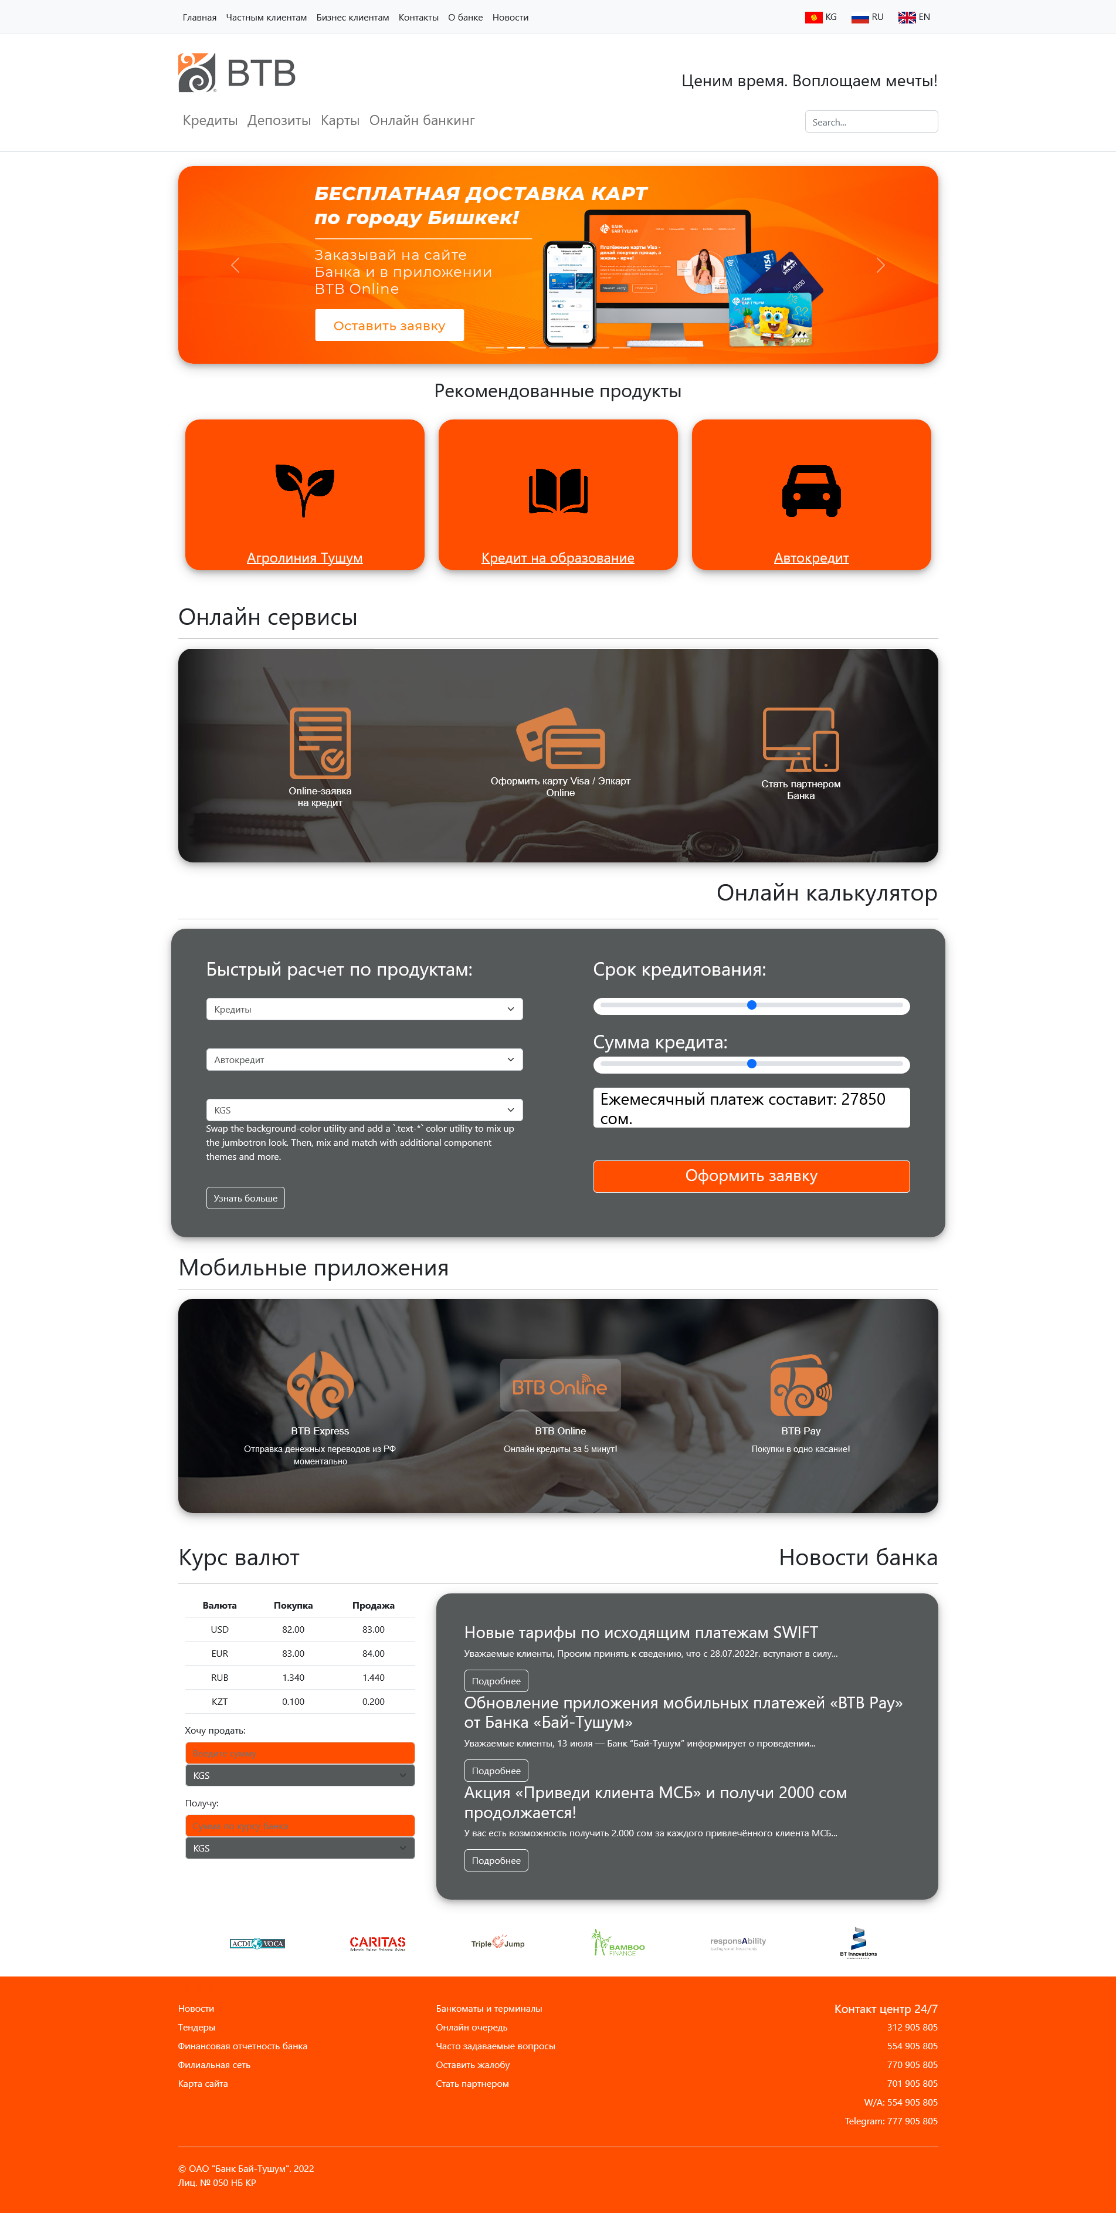 Главная Частным клиентам Бизнес клиентам Контакты О банке Новости KG RU EN
BTB
Ценим время. Воплощаем мечты!
Кредиты Депозиты Карты Онлайн банкинг Search...
БЕСПЛАТНАЯ ДОСТАВКА КАРТ
по городу Бишкек!
Заказывай на сайте
Банка и в приложении
BTB Online
Оставить заявку
Рекомендованные продукты
Агролиния Тушум Кредит на образование Автокредит
Онлайн сервисы
Online-заявка
на кредит
Оформить карту Visa / Элкарт
Online
Стать партнером
Банка
Онлайн калькулятор
Быстрый расчет по продуктам:
Кредиты
Автокредит
KGS
Swap the background-color utility and add a `.text-*` color utility to mix up
the jumbotron look. Then, mix and match with additional component
themes and more.
Узнать больше
Срок кредитования:
Сумма кредита:
Ежемесячный платеж составит: 27850
сом.
Оформить заявку
Мобильные приложения
BTB Express
Отправка денежных переводов из РФ
моментально
BTB Online
BTB Online
Онлайн кредиты за 5 минут!
BTB Pay
Покупки в одно касание!
Курс валют
Новости банка
Валюта Покупка Продажа
USD 82.00 83.00
EUR 83.00 84.00
RUB 1.340 1.440
KZT 0.100 0.200
Хочу продать:
KGS
Получу:
KGS
Новые тарифы по исходящим платежам SWIFT
Уважаемые клиенты, Просим принять к сведению, что с 28.07.2022г. вступают в силу...
Подробнее
Обновление приложения мобильных платежей «BTB Pay»
от Банка «Бай-Тушум»
Уважаемые клиенты, 13 июля — Банк "Бай-Тушум" информирует о проведении...
Подробнее
Акция «Приведи клиента МСБ» и получи 2000 сом
продолжается!
У вас есть возможность получить 2,000 сом за каждого привлечённого клиента МСБ...
Подробнее
ACDI VOCA
CARITAS
Triple Jump
BAMBOO
FINANCE
responsAbility
BT Innovations
Новости
Тендеры
Финансовая отчетность банка
Филиальная сеть
Карта сайта
Банкоматы и терминалы
Онлайн очередь
Часто задаваемые вопросы
Оставить жалобу
Стать партнером
Контакт центр 24/7
312 905 805
554 905 805
770 905 805
701 905 805
W/A: 554 905 805
Telegram: 777 905 805
© ОАО "Банк Бай-Тушум". 2022
Лиц. № 050 НБ КР